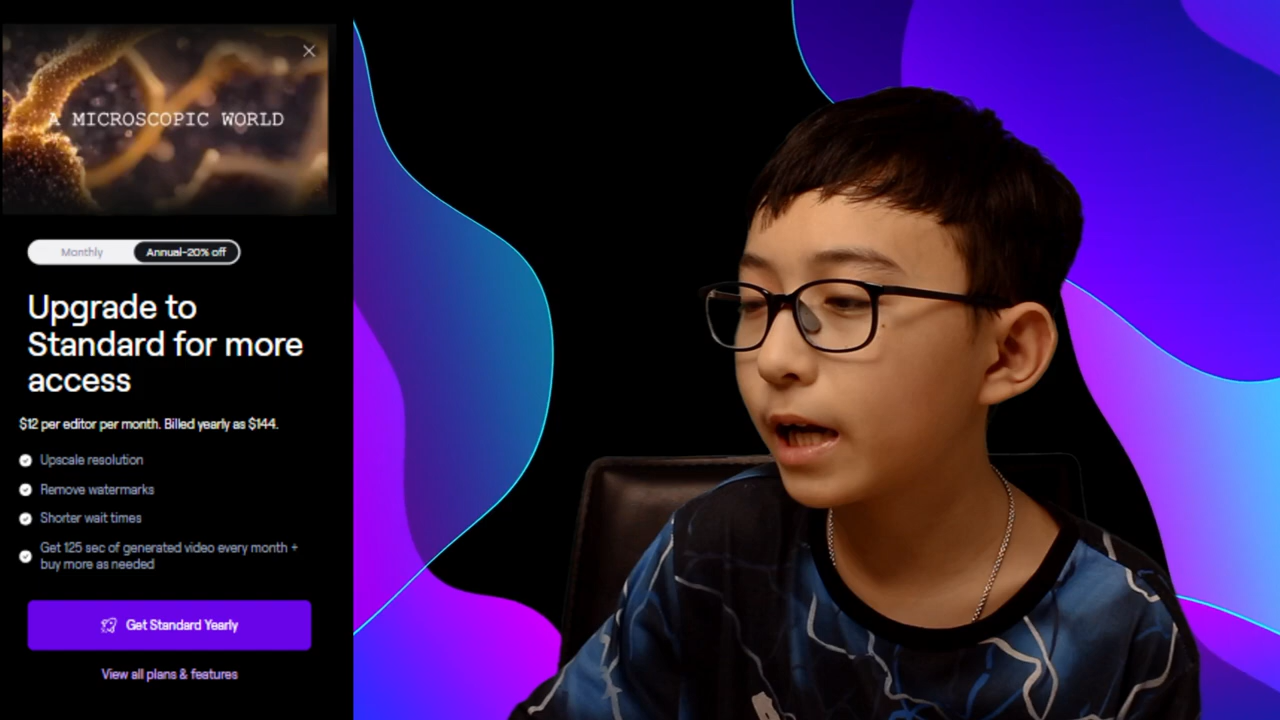 A MICROSCOPIC WORLD
Monthly
Annual-20% off
Upgrade to
Standard for more
access
$12 per editor per month. Billed yearly as $144.
Upscale resolution
Remove watermarks
Shorter wait times
Get 125 sec of generated video every month +
buy more as needed
Get Standard Yearly
View all plans & features